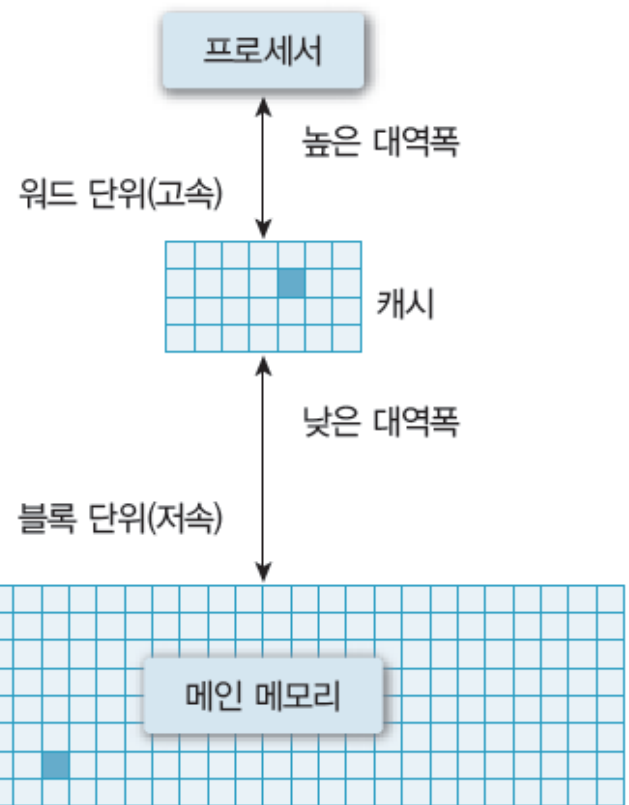 프로세서
높은 대역폭
워드 단위(고속)
캐시
낮은 대역폭
블록 단위(저속)
메인 메모리